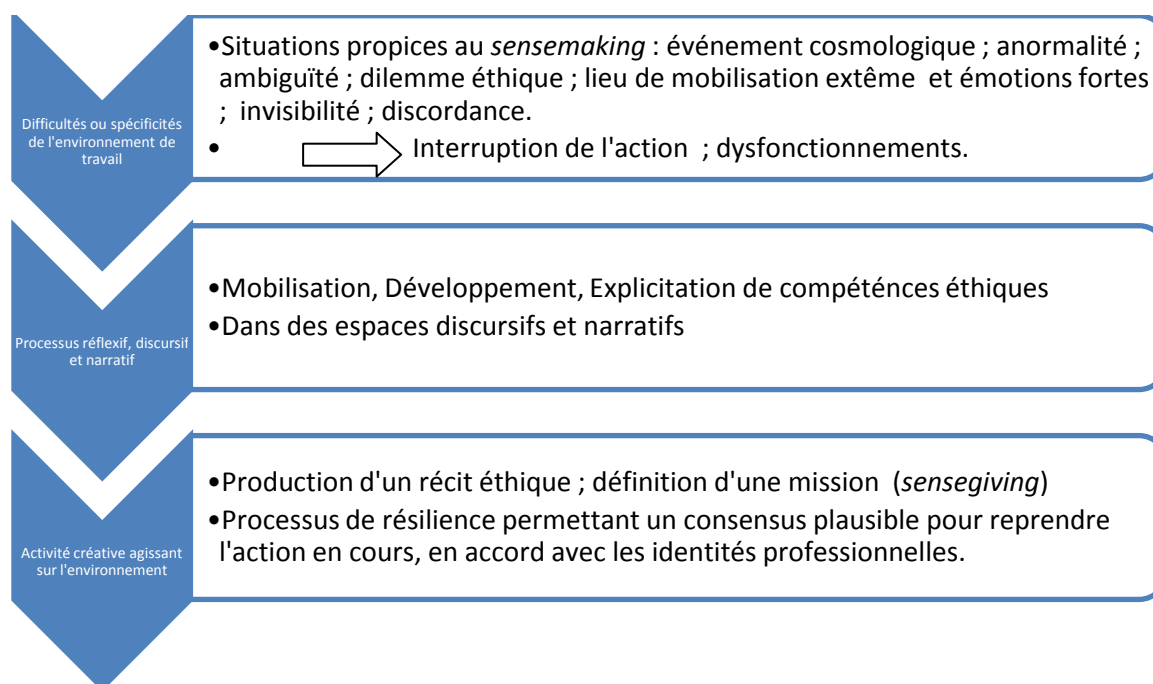 Difficultés ou spécificités
de l'environnement de
travail
•Situations propices au sensemaking : événement cosmologique ; anormalité ;
ambiguïté ; dilemme éthique ; lieu de mobilisation extême et émotions fortes
; invisibilité ; discordance.
• Interruption de l'action ; dysfonctionnements.
Processus réflexif, discursif
et narratif
•Mobilisation, Développement, Explicitation de compéténces éthiques
•Dans des espaces discursifs et narratifs
Activité créative agissant
sur l'environnement
•Production d'un récit éthique ; définition d'une mission (sensegiving)
•Processus de résilience permettant un consensus plausible pour reprendre
l'action en cours, en accord avec les identités professionnelles.